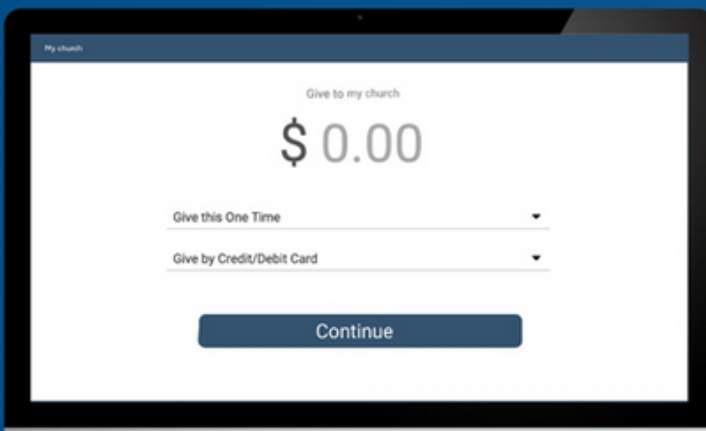 My church
Give to my church
$ 0.00
Give this One Time
Give by Credit/Debit Card
Continue